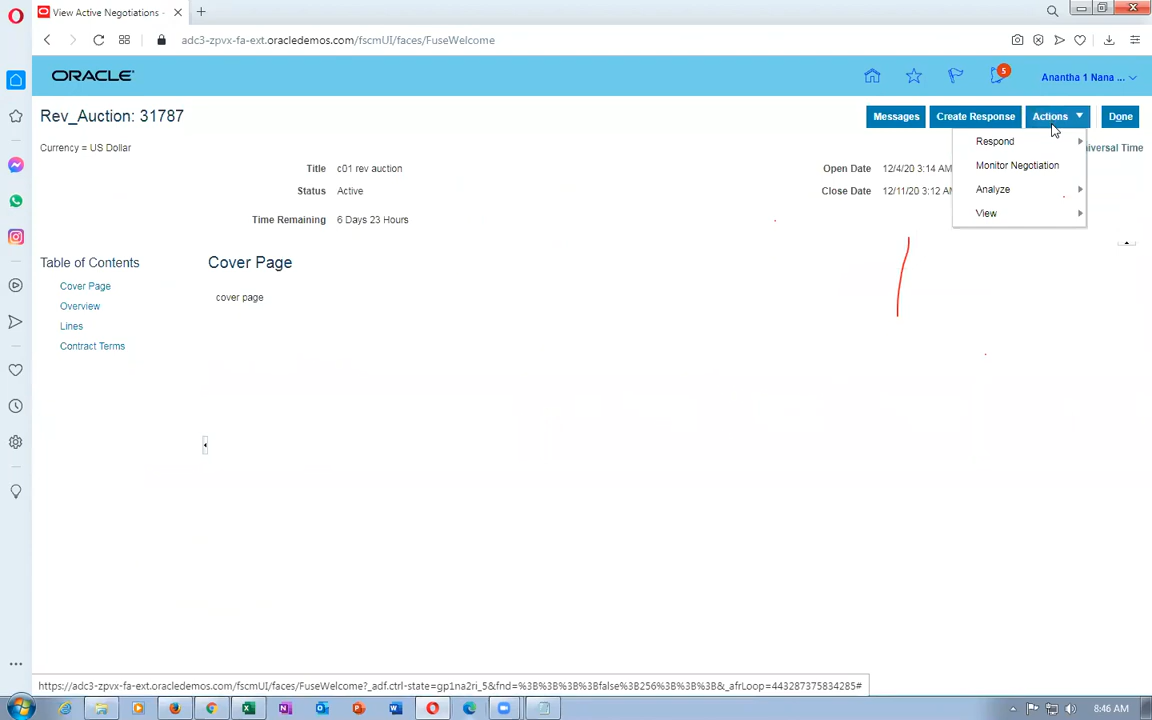 View Active Negotiations -
adc3-zpvx-fa-ext.oracledemos.com/fscmUI/faces/FuseWelcome
ORACLE
5
Anantha 1 Nana ...
Rev_Auction: 31787
Messages
Create Response
Actions
Done
Currency = US Dollar
Respond
iversal Time
Title c01 rev auction
Open Date 12/4/20 3:14 AM
Monitor Negotiation
Status Active
Close Date 12/11/20 3:12 AM
Analyze
Time Remaining 6 Days 23 Hours
View
Table of Contents
Cover Page
Overview
Lines
Contract Terms
Cover Page
cover page
https://adc3-zpvx-fa-ext.oracledemos.com/fscmUI/faces/FuseWelcome?_adf.ctrl-state=gp1na2ri_5&fnd=%3B%3B%3B%3Bfalse%3B256%3B%3B%3B&_afrLoop=443287375834285#
8:46 AM